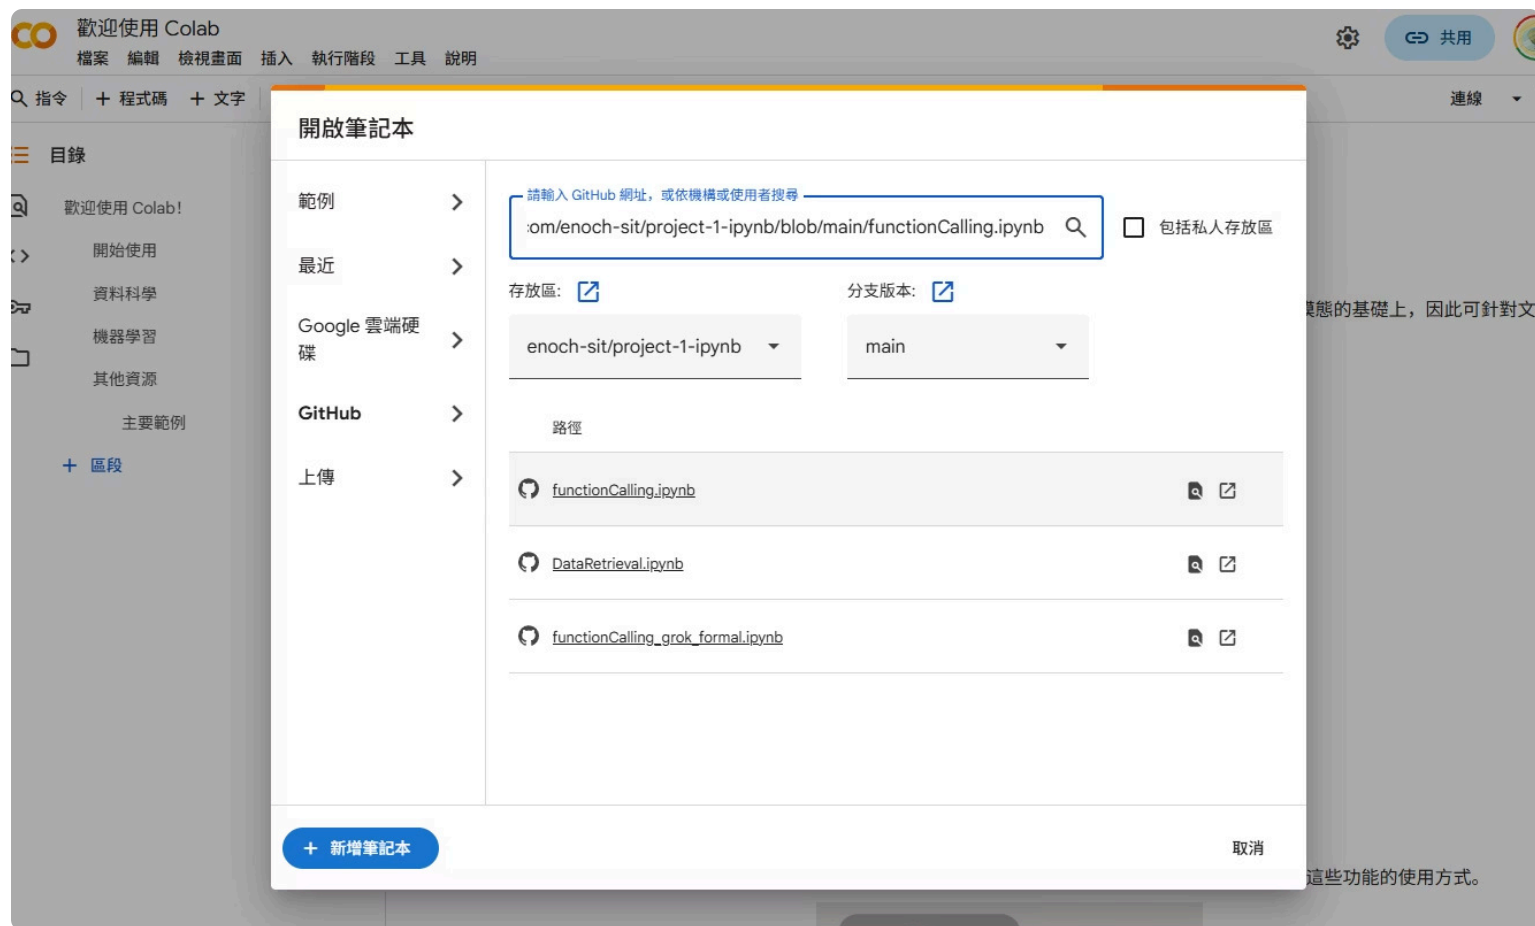 歡迎使用 Colab
檔案 編輯 檢視畫面 插入 執行階段 工具 說明
共用
指令 + 程式碼 + 文字
連線
目錄
歡迎使用 Colab!
開始使用
資料科學
機器學習
其他資源
主要範例
+ 區段
開啟筆記本
範例
最近
Google 雲端硬
碟
GitHub
上傳
請輸入 GitHub 網址，或依機構或使用者搜尋
:om/enoch-sit/project-1-ipynb/blob/main/functionCalling.ipynb
包括私人存放區
存放區:
分支版本:
enoch-sit/project-1-ipynb
main
路徑
functionCalling.ipynb
DataRetrieval.ipynb
functionCalling_grok_formal.ipynb
+ 新增筆記本
取消
態的基礎上，因此可針對文
這些功能的使用方式。